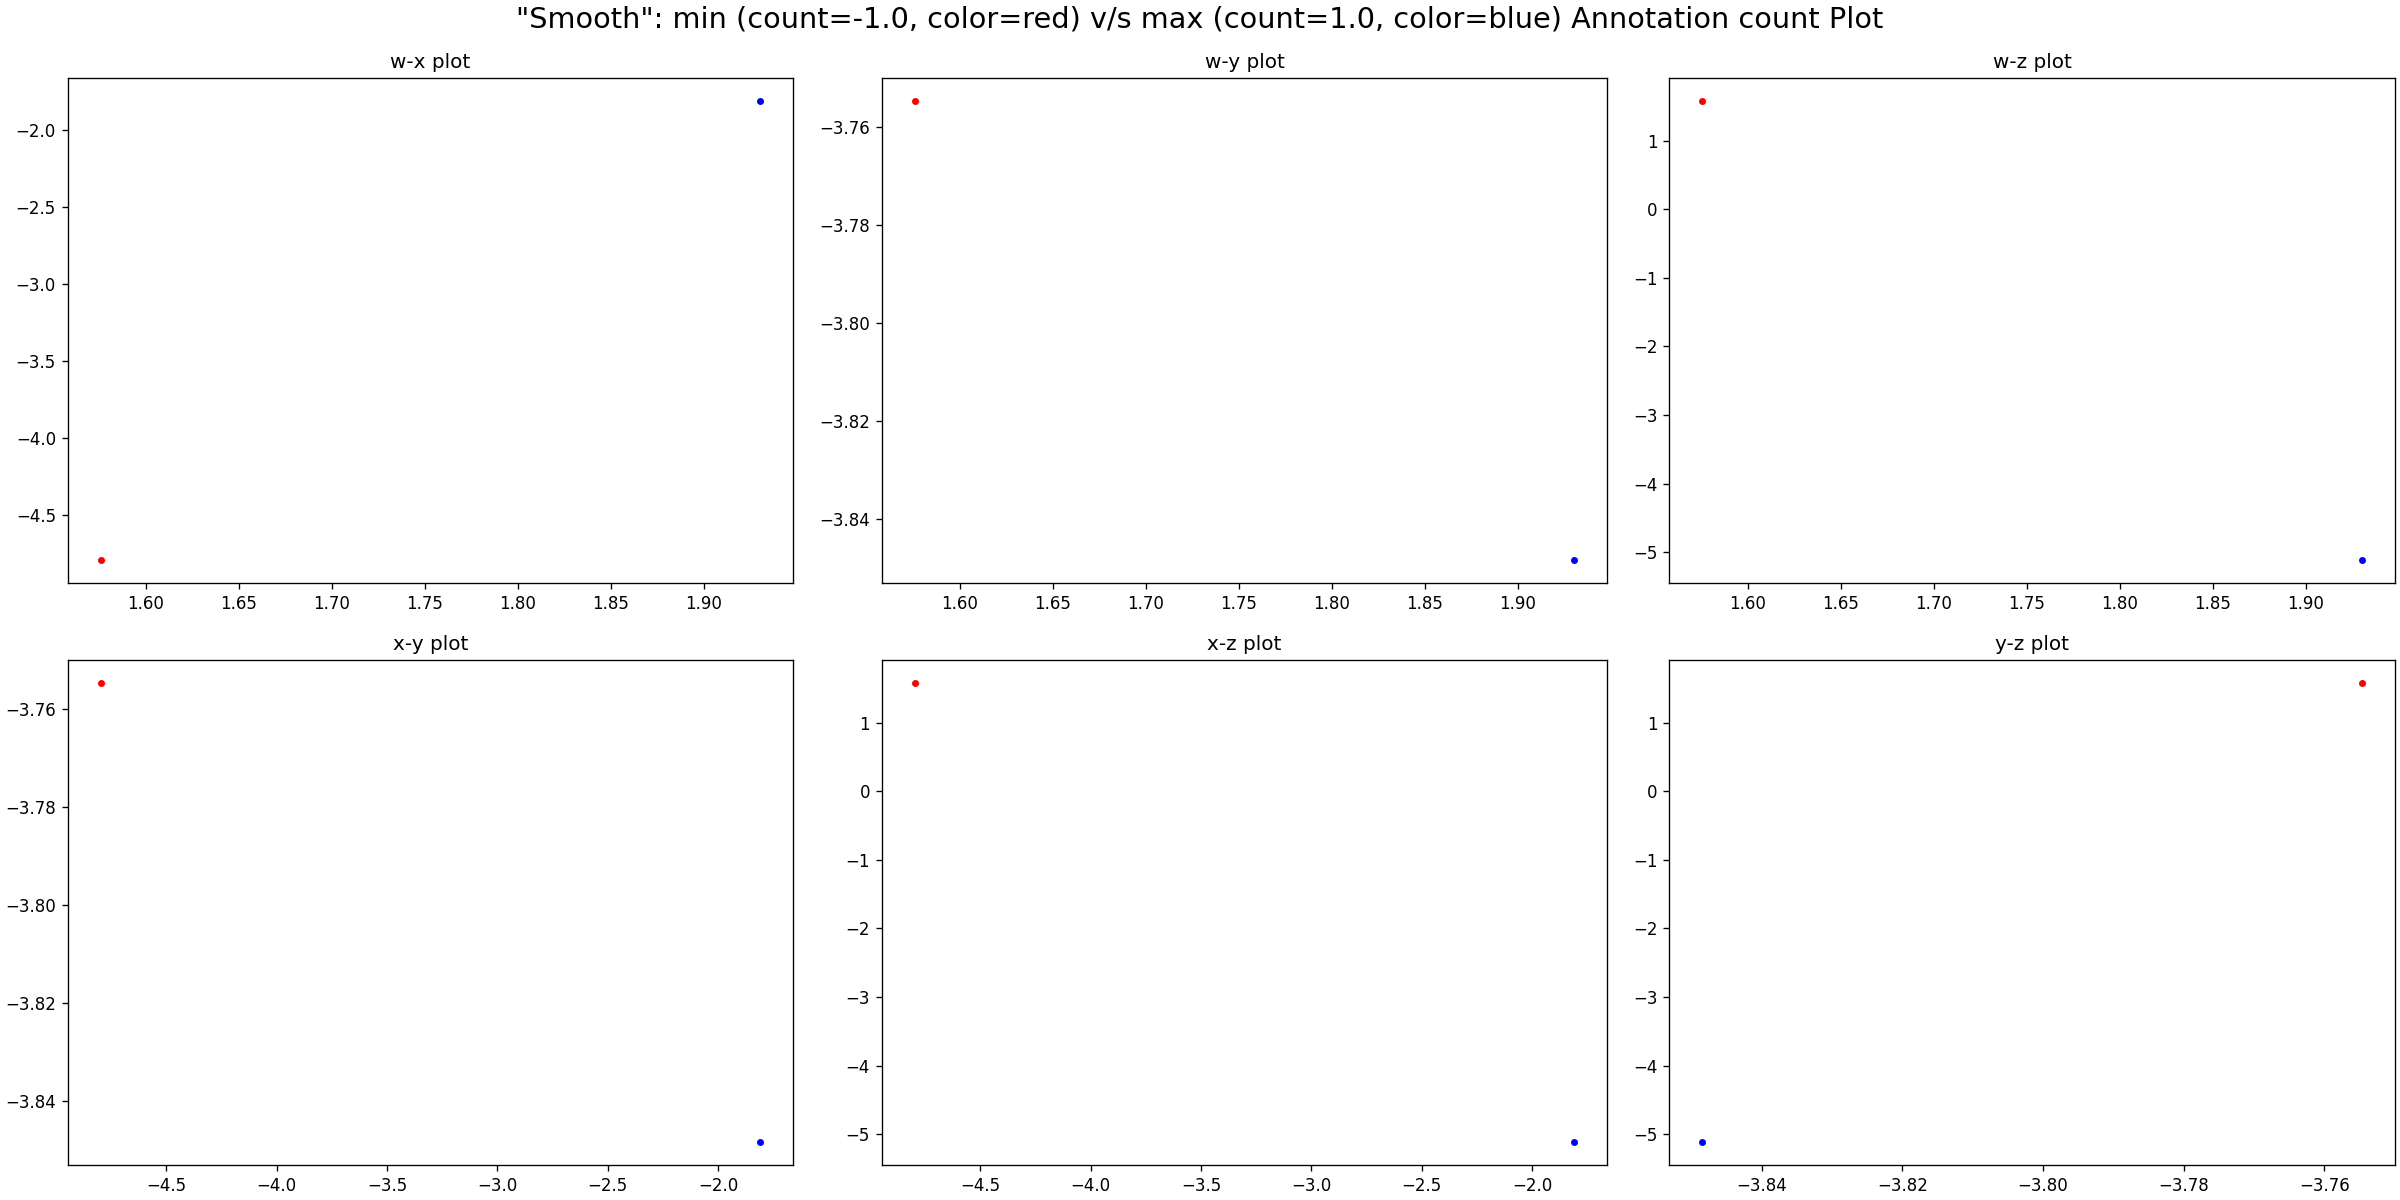 "Smooth": min (count=-1.0, color=red) v/s max (count=1.0, color=blue) Annotation count Plot
w-x plot
−2.0
−2.5
−3.0
−3.5
−4.0
−4.5
1.60 1.65 1.70 1.75 1.80 1.85 1.90
w-y plot
−3.76
−3.78
−3.80
−3.82
−3.84
1.60 1.65 1.70 1.75 1.80 1.85 1.90
w-z plot
1
0
−1
−2
−3
−4
−5
1.60 1.65 1.70 1.75 1.80 1.85 1.90
x-y plot
−3.76
−3.78
−3.80
−3.82
−3.84
−4.5 −4.0 −3.5 −3.0 −2.5 −2.0
x-z plot
1
0
−1
−2
−3
−4
−5
−4.5 −4.0 −3.5 −3.0 −2.5 −2.0
y-z plot
1
0
−1
−2
−3
−4
−5
−3.84 −3.82 −3.80 −3.78 −3.76